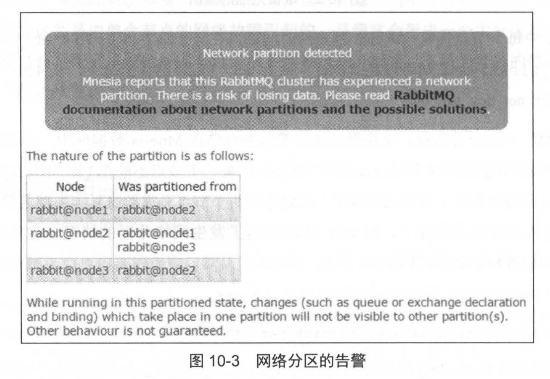 Network partition detected
Mnesia reports that this RabbitMQ cluster has experienced a network
partition. There is a risk of losing data. Please read RabbitMQ
documentation about network partitions and the possible solutions.
The nature of the partition is as follows:
Node Was partitioned from
rabbit@node1 rabbit@node2
rabbit@node2 rabbit@node1
rabbit@node3
rabbit@node3 rabbit@node2
While running in this partitioned state, changes (such as queue or exchange declaration
and binding) which take place in one partition will not be visible to other partition(s).
Other behaviour is not guaranteed.
图 10-3 网络分区的告警